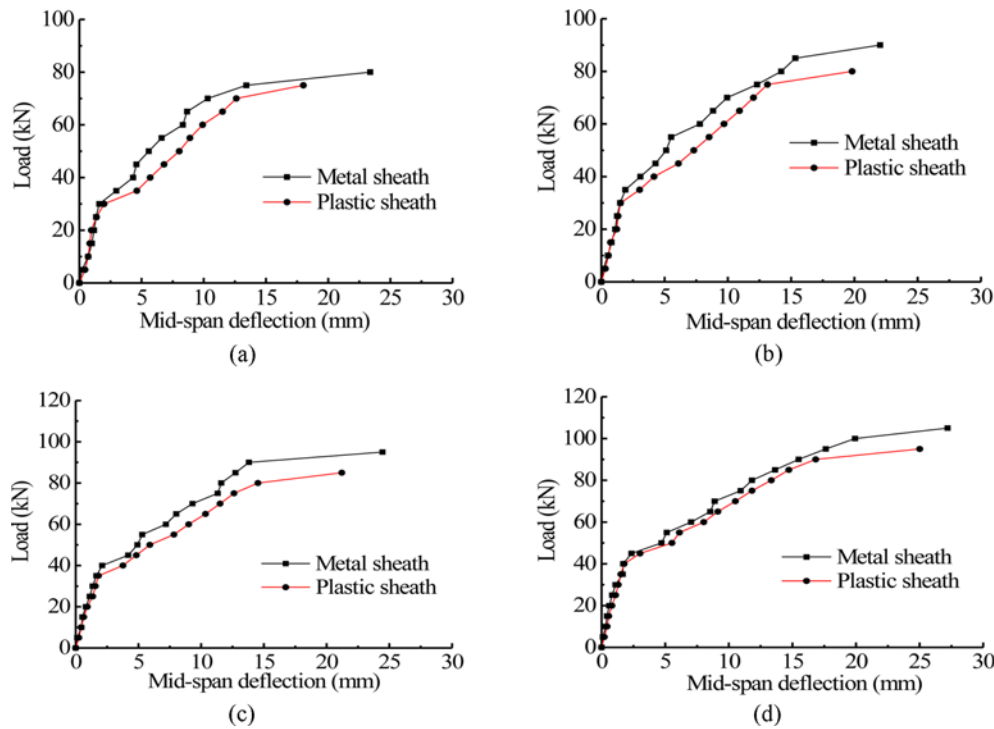 100
80
60
40
20
0
Load (kN)
Metal sheath
Plastic sheath
0 5 10 15 20 25 30
Mid-span deflection (mm)
(a)
100
80
60
40
20
0
Load (kN)
Metal sheath
Plastic sheath
0 5 10 15 20 25 30
Mid-span deflection (mm)
(b)
120
100
80
60
40
20
0
Load (kN)
Metal sheath
Plastic sheath
0 5 10 15 20 25 30
Mid-span deflection (mm)
(c)
120
100
80
60
40
20
0
Load (kN)
Metal sheath
Plastic sheath
0 5 10 15 20 25 30
Mid-span deflection (mm)
(d)